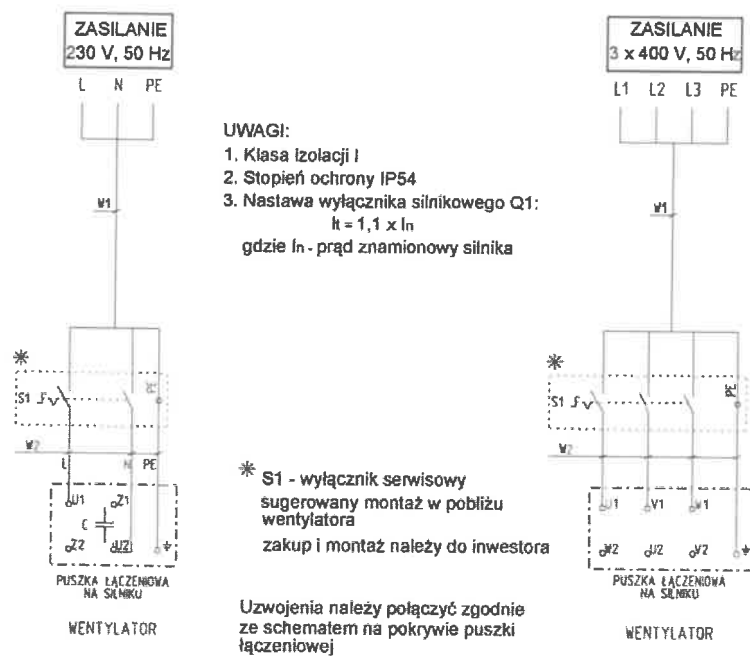 ZASILANIE
230 V, 50 Hz
L N PE
W1
S1
PE
W2
L N PE
U1 Z1
C
Z2 U2
PUSZKA ŁĄCZENIOWA
NA SILNIKU
WENTYLATOR
UWAGI:
1. Klasa Izolacji I
2. Stopień ochrony IP54
3. Nastawa wyłącznika silnikowego Q1:
It = 1,1 x In
gdzie In - prąd znamionowy silnika
* S1 - wyłącznik serwisowy
sugerowany montaż w pobliżu
wentylatora
zakup i montaż należy do inwestora
Uzwojenia należy połączyć zgodnie
ze schematem na pokrywie puszki
łączeniowej
ZASILANIE
3 x 400 V, 50 Hz
L1 L2 L3 PE
W1
S1
PE
W2
U1 V1 W1
W2 U2 V2
PUSZKA ŁĄCZENIOWA
NA SILNIKU
WENTYLATOR